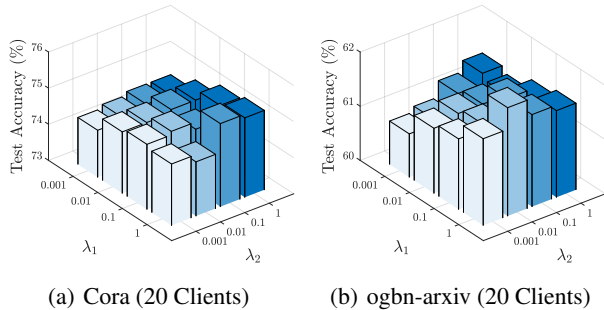 Test Accuracy (%)
76
75
74
73
0.001
0.01
0.1
1
λ1
0.001
0.01
0.1
1
λ2
(a) Cora (20 Clients)
Test Accuracy (%)
62
61
60
0.001
0.01
0.1
1
λ1
0.001
0.01
0.1
1
λ2
(b) ogbn-arxiv (20 Clients)